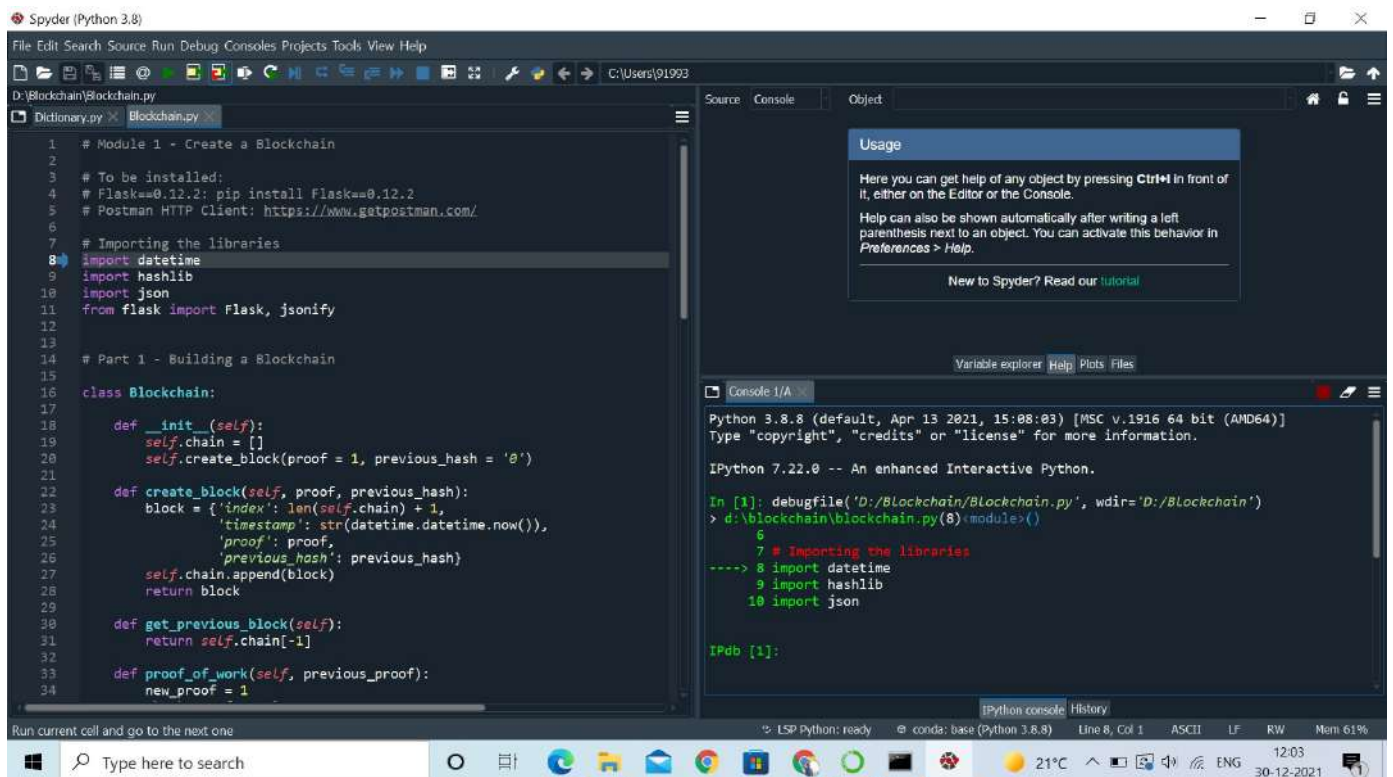 Spyder (Python 3.8)
File Edit Search Source Run Debug Consoles Projects Tools View Help
C:\Users\91993
D:\Blockchain\Blockchain.py
Dictionary.py Blockchain.py
1 # Module 1 - Create a Blockchain
2
3 # To be installed:
4 # Flask==0.12.2: pip install Flask==0.12.2
5 # Postman HTTP Client: https://www.getpostman.com/
6
7 # Importing the libraries
8 import datetime
9 import hashlib
10 import json
11 from flask import Flask, jsonify
12
13
14 # Part 1 - Building a Blockchain
15
16 class Blockchain:
17
18 def __init__(self):
19 self.chain = []
20 self.create_block(proof = 1, previous_hash = '0')
21
22 def create_block(self, proof, previous_hash):
23 block = {'index': len(self.chain) + 1,
24 'timestamp': str(datetime.datetime.now()),
25 'proof': proof,
26 'previous_hash': previous_hash}
27 self.chain.append(block)
28 return block
29
30 def get_previous_block(self):
31 return self.chain[-1]
32
33 def proof_of_work(self, previous_proof):
34 new_proof = 1
Source Console Object
Usage
Here you can get help of any object by pressing Ctrl+I in front of
it, either on the Editor or the Console.
Help can also be shown automatically after writing a left
parenthesis next to an object. You can activate this behavior in
Preferences > Help.
New to Spyder? Read our tutorial
Variable explorer Help Plots Files
Console 1/A
Python 3.8.8 (default, Apr 13 2021, 15:08:03) [MSC v.1916 64 bit (AMD64)]
Type "copyright", "credits" or "license" for more information.
IPython 7.22.0 -- An enhanced Interactive Python.
In [1]: debugfile('D:/Blockchain/Blockchain.py', wdir='D:/Blockchain')
> d:\blockchain\blockchain.py(8)<module>()
6
7 # Importing the libraries
----> 8 import datetime
9 import hashlib
10 import json
IPdb [1]:
IPython console History
Run current cell and go to the next one
LSP Python: ready conda: base (Python 3.8.8) Line 8, Col 1 ASCII LF RW Mem 61%
Type here to search
21°C ENG 12:03
30-12-2021